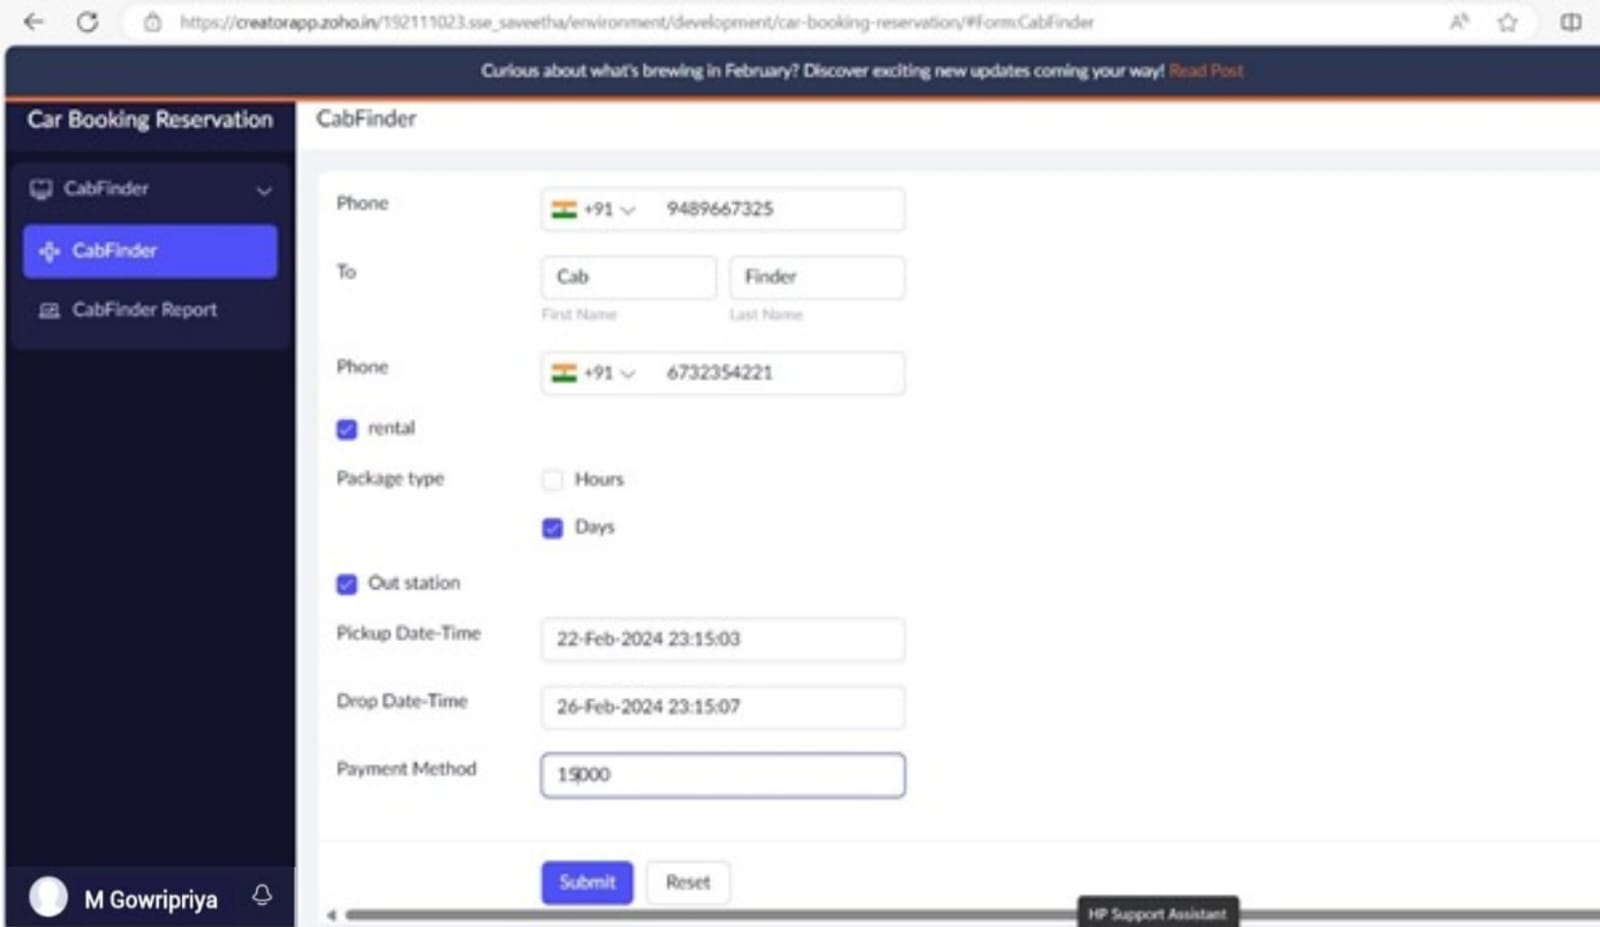 https://creatorapp.zoho.in/192111023.sse_saveetha/environment/development/car-booking-reservation/#Form:CabFinder
Curious about what's brewing in February? Discover exciting new updates coming your way! Read Post
Car Booking Reservation
CabFinder
CabFinder
CabFinder
CabFinder Report
Phone
+91 9489667325
To
Cab Finder
First Name Last Name
Phone
+91 6732354221
rental
Package type
Hours
Days
Out station
Pickup Date-Time
22-Feb-2024 23:15:03
Drop Date-Time
26-Feb-2024 23:15:07
Payment Method
15000
Submit Reset
M Gowripriya
HP Support Assistant